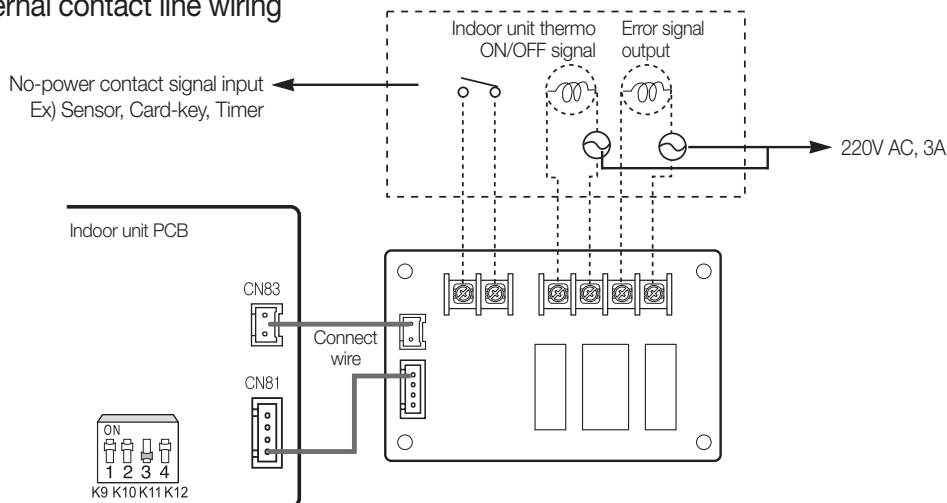 ernal contact line wiring
Indoor unit thermo
ON/OFF signal
Error signal
output
No-power contact signal input
Ex) Sensor, Card-key, Timer
220V AC, 3A
Indoor unit PCB
CN83
Connect
wire
CN81
ON
1 2 3 4
K9 K10 K11 K12